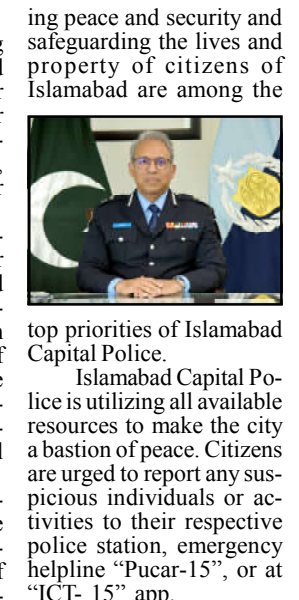 ing peace and security and
safeguarding the lives and
property of citizens of
Islamabad are among the
top priorities of Islamabad
Capital Police.
Islamabad Capital Po-
lice is utilizing all available
resources to make the city
a bastion of peace. Citizens
are urged to report any sus-
picious individuals or ac-
tivities to their respective
police station, emergency
helpline “Pucar-15”, or at
“ICT- 15” app.